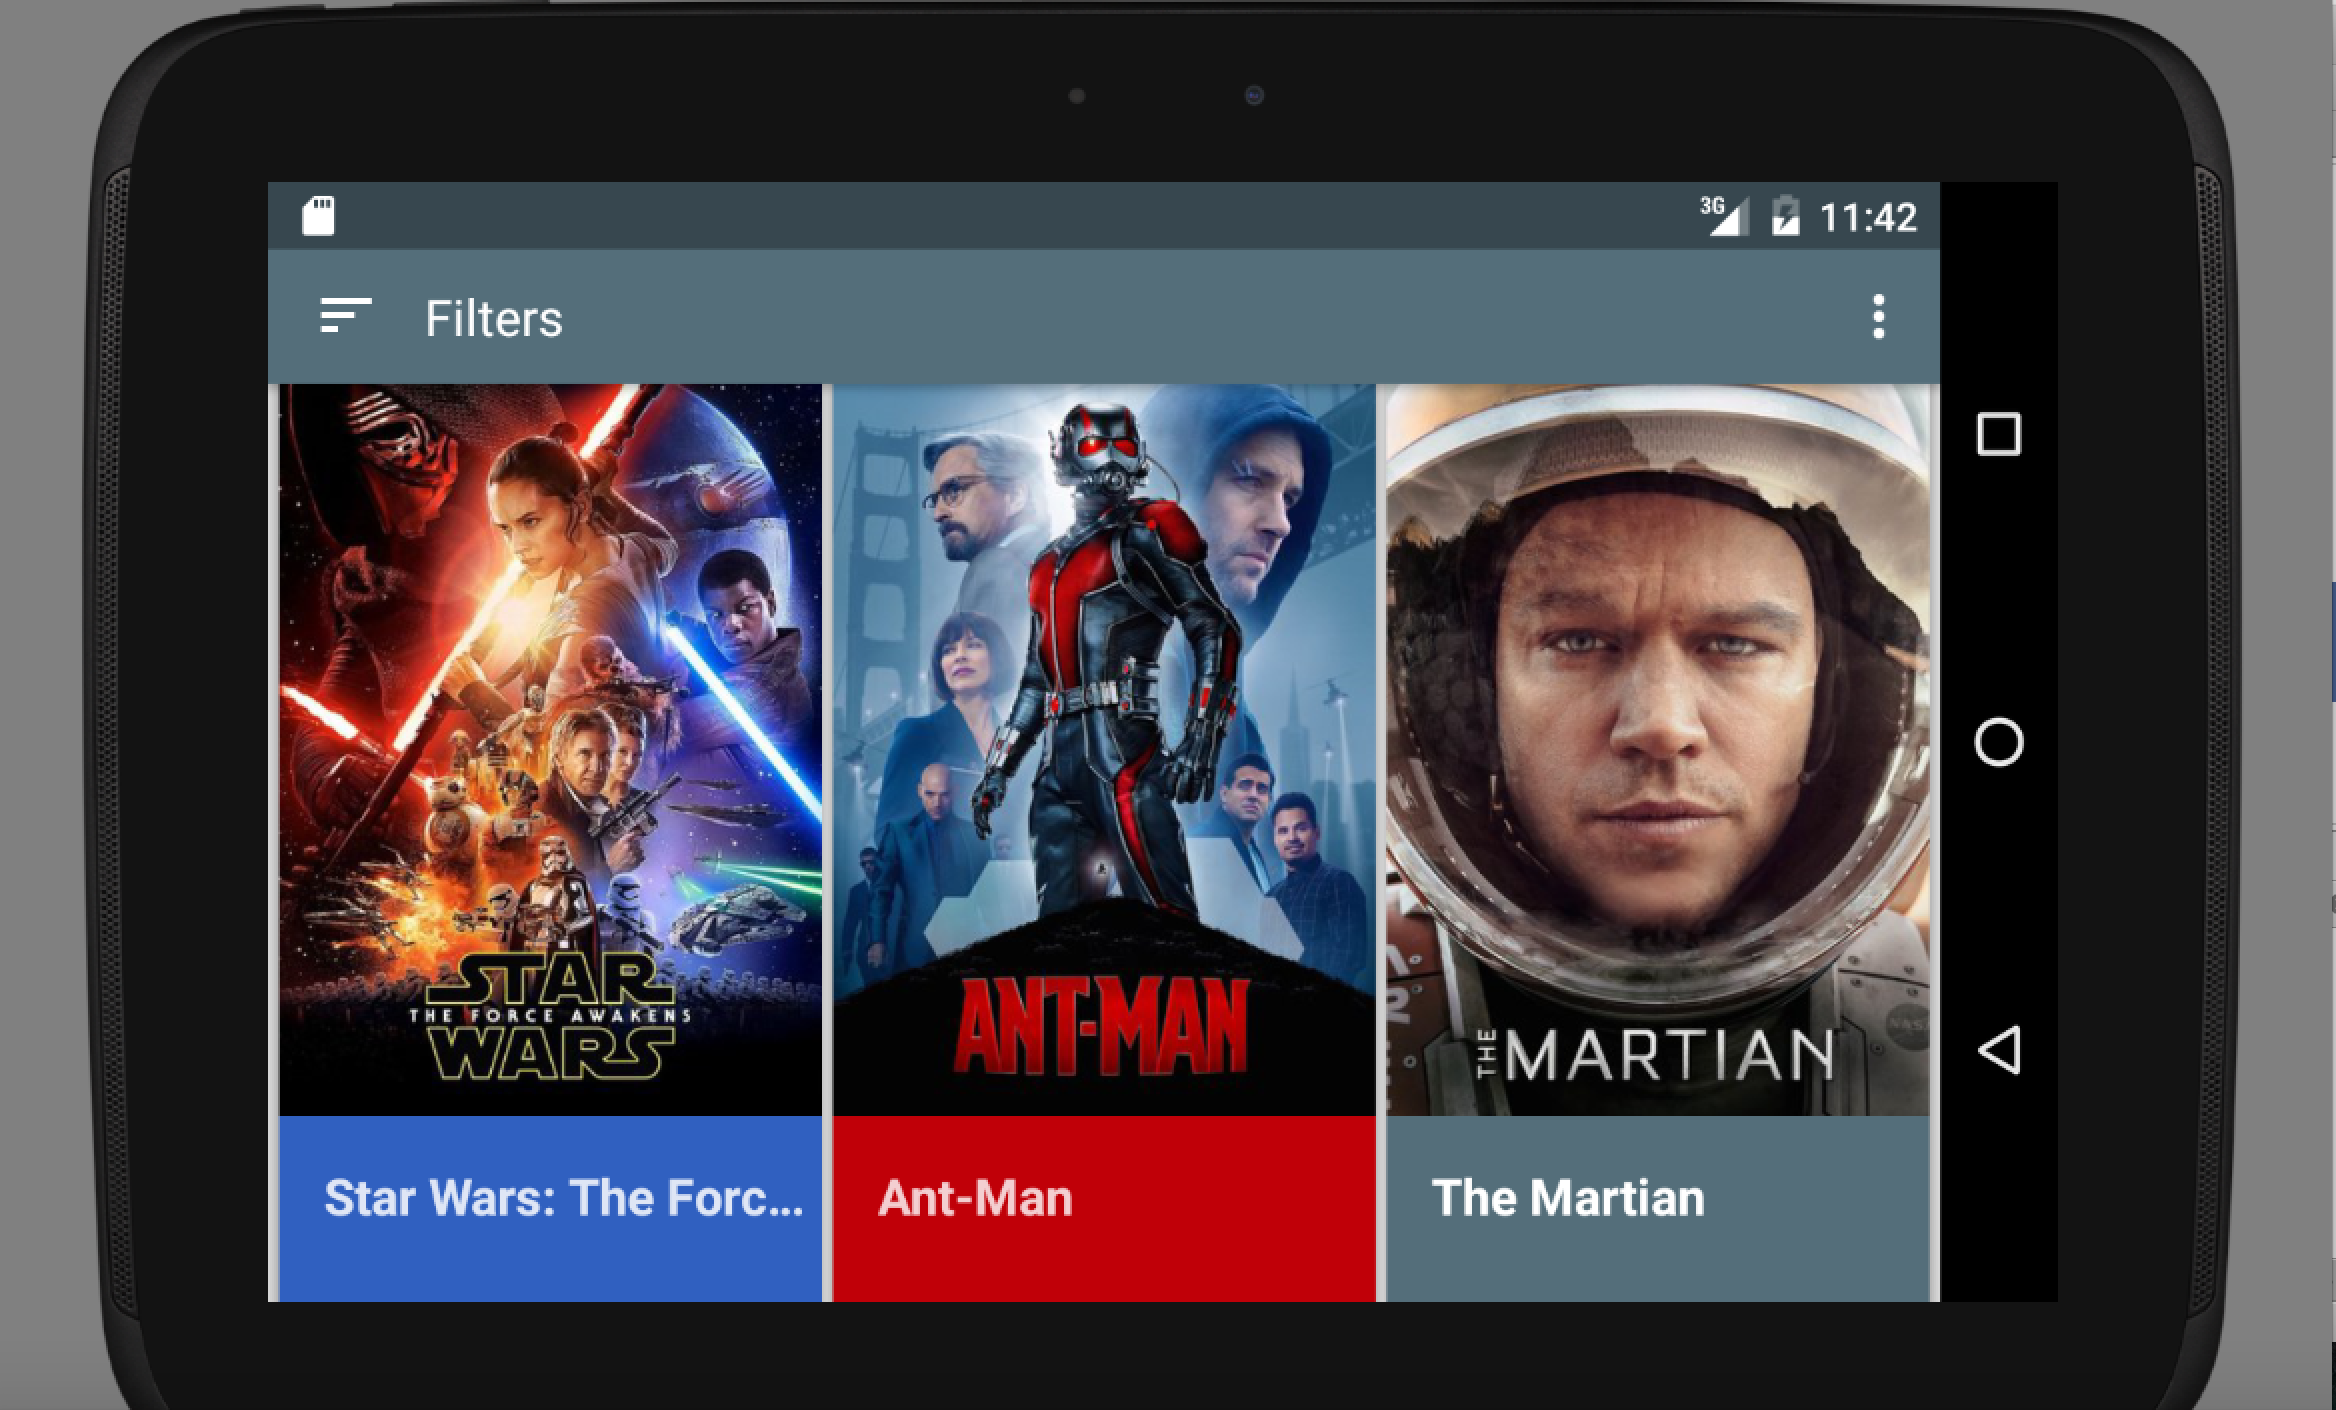 3G 11:42
Filters
STAR
THE FORCE AWAKENS
WARS
ANT-MAN
THE MARTIAN
NASA
Star Wars: The Forc...
Ant-Man
The Martian